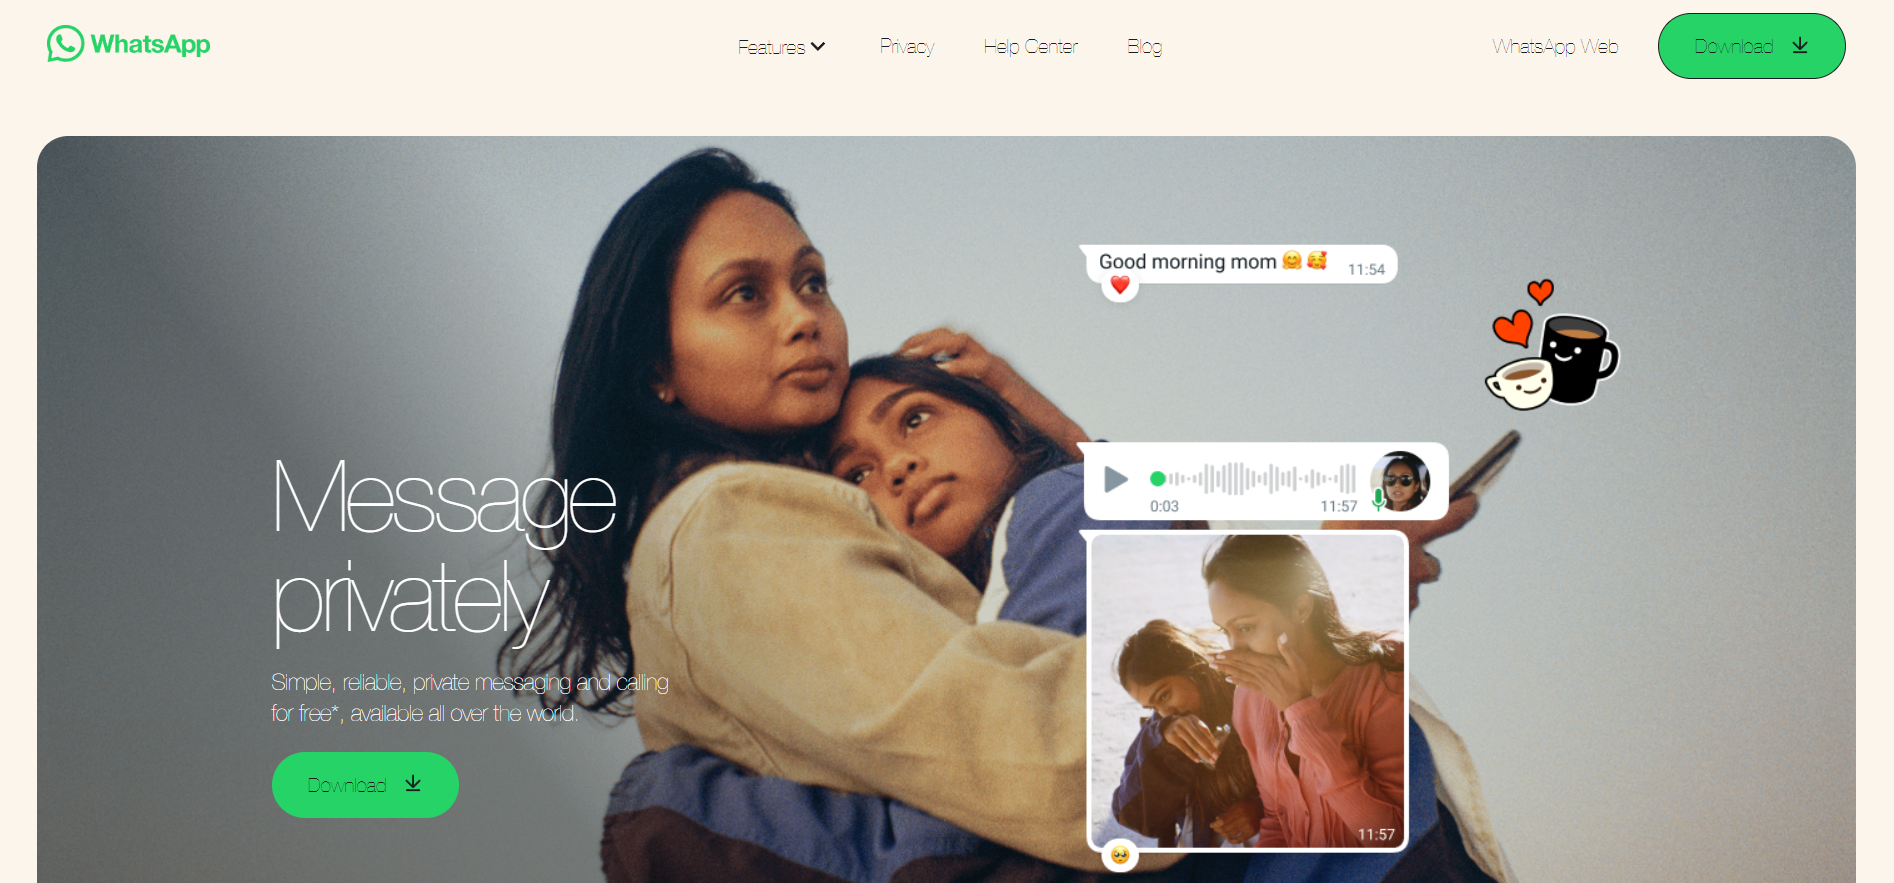 WhatsApp
Features
Privacy
Help Center
Blog
WhatsApp Web
Download
Good morning mom 🤗 🥰 11:54
❤️
0:03 11:57
Message
privately
Simple, reliable, private messaging and calling
for free*, available all over the world.
Download
11:57
🥺